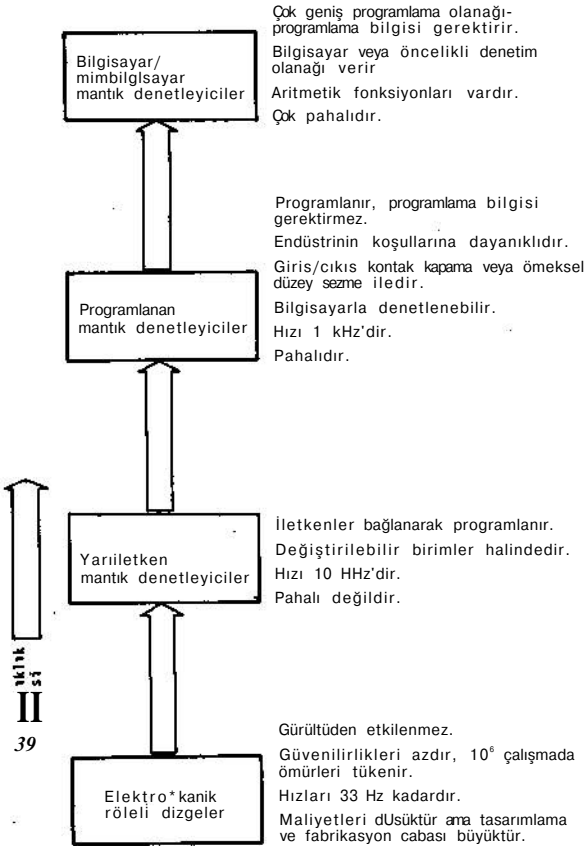 Çok geniş programlama olanağı-
programlama bilgisi gerektirir.
Bilgisayar veya öncelikli denetim
olanağı verir
Aritmetik fonksiyonları vardır.
Çok pahalıdır.
Bilgisayar/
mimbilglsayar
mantık denetleyiciler
Programlanır, programlama bilgisi
gerektirmez.
Endüstrinin koşullarına dayanıklıdır.
Giris/cıkıs kontak kapama veya ömeksel
düzey sezme iledir.
Bilgisayarla denetlenebilir.
Hızı 1 kHz'dir.
Pahalıdır.
Programlanan
mantık denetleyiciler
İletkenler bağlanarak programlanır.
Değiştirilebilir birimler halindedir.
Hızı 10 HHz'dir.
Pahalı değildir.
Yarıiletken
mantık denetleyiciler
ıklık
si
II
39
Gürültüden etkilenmez.
Güvenilirlikleri azdır, 10⁶ çalışmada
ömürleri tükenir.
Hızları 33 Hz kadardır.
Maliyetleri dUsüktür ama tasarımlama
ve fabrikasyon cabası büyüktür.
Elektro*kanik
röleli dizgeler